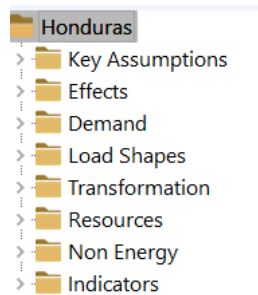 Honduras
Key Assumptions
Effects
Demand
Load Shapes
Transformation
Resources
Non Energy
Indicators